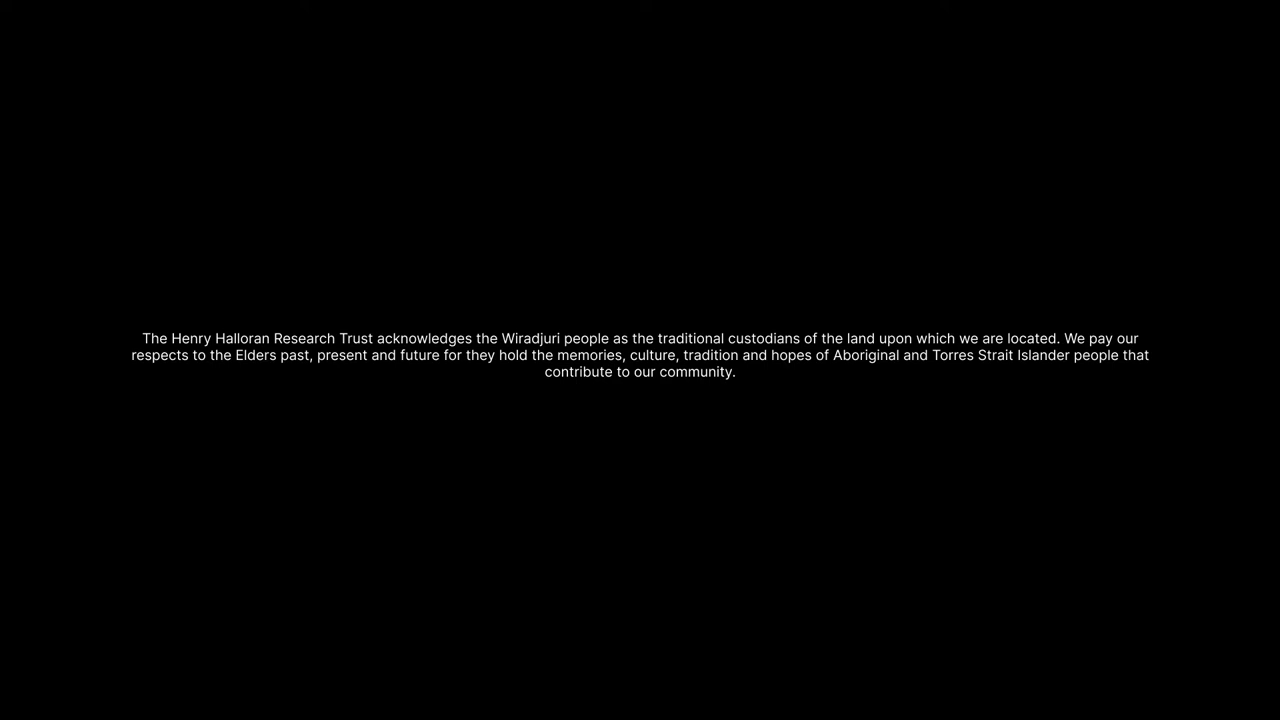 The Henry Halloran Research Trust acknowledges the Wiradjuri people as the traditional custodians of the land upon which we are located. We pay our
respects to the Elders past, present and future for they hold the memories, culture, tradition and hopes of Aboriginal and Torres Strait Islander people that
contribute to our community.